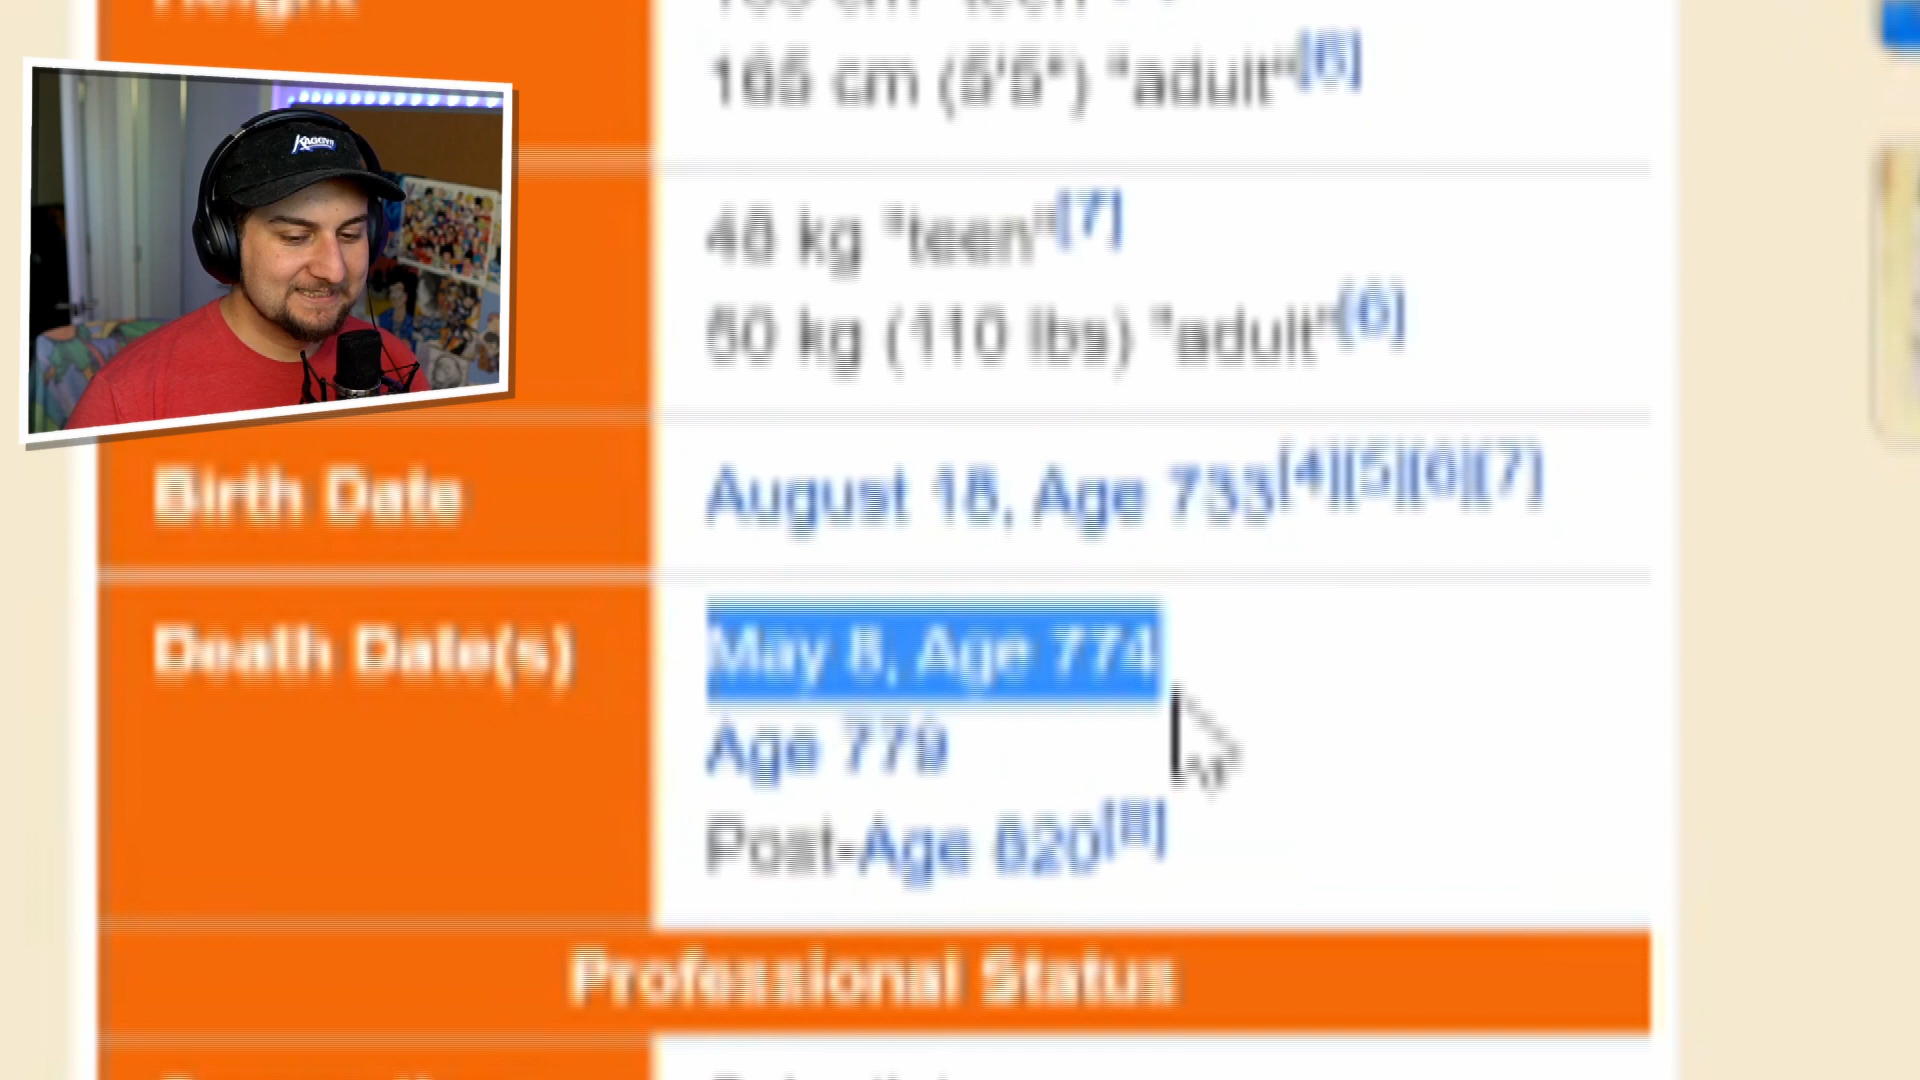 Height
165 cm (5'5") "adult"[6]
48 kg "teen"[7]
50 kg (110 lbs) "adult"[6]
Birth Date
August 18, Age 733[4][5][6][7]
Death Date(s)
May 8, Age 774
Age 779
Post-Age 820[8]
Professional Status